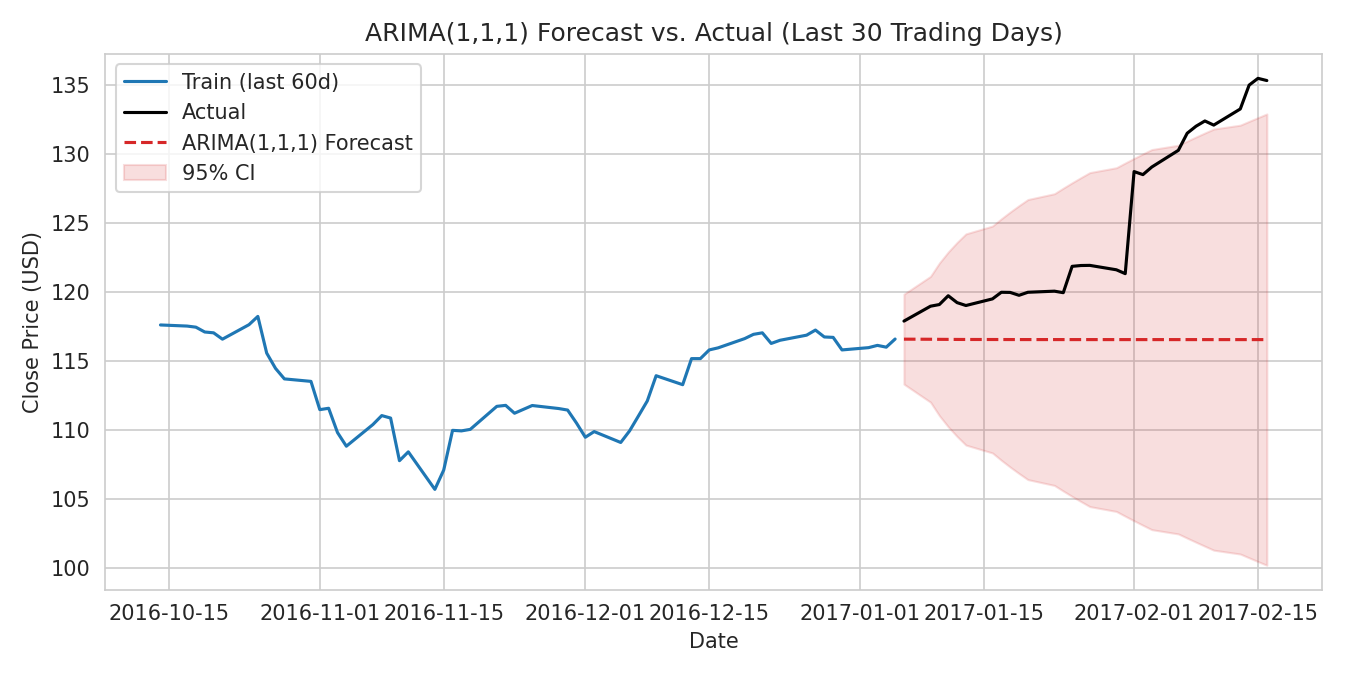 ARIMA(1,1,1) Forecast vs. Actual (Last 30 Trading Days)
Train (last 60d)
Actual
ARIMA(1,1,1) Forecast
95% CI
Close Price (USD)
135
130
125
120
115
110
105
100
2016-10-15 2016-11-01 2016-11-15 2016-12-01 2016-12-15 2017-01-01 2017-01-15 2017-02-01 2017-02-15
Date